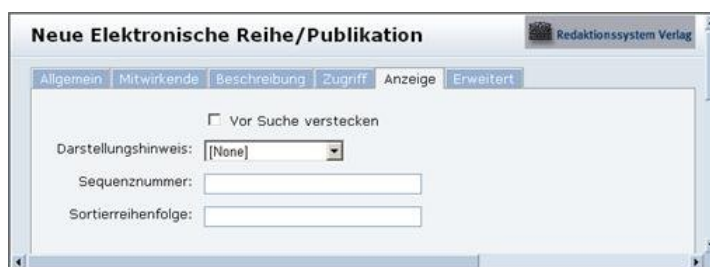 Neue Elektronische Reihe/Publikation
Redaktionssystem Verlag
Allgemein Mitwirkende Beschreibung Zugriff Anzeige Erweitert
Vor Suche verstecken
Darstellungshinweis: [None]
Sequenznummer:
Sortierreihenfolge: